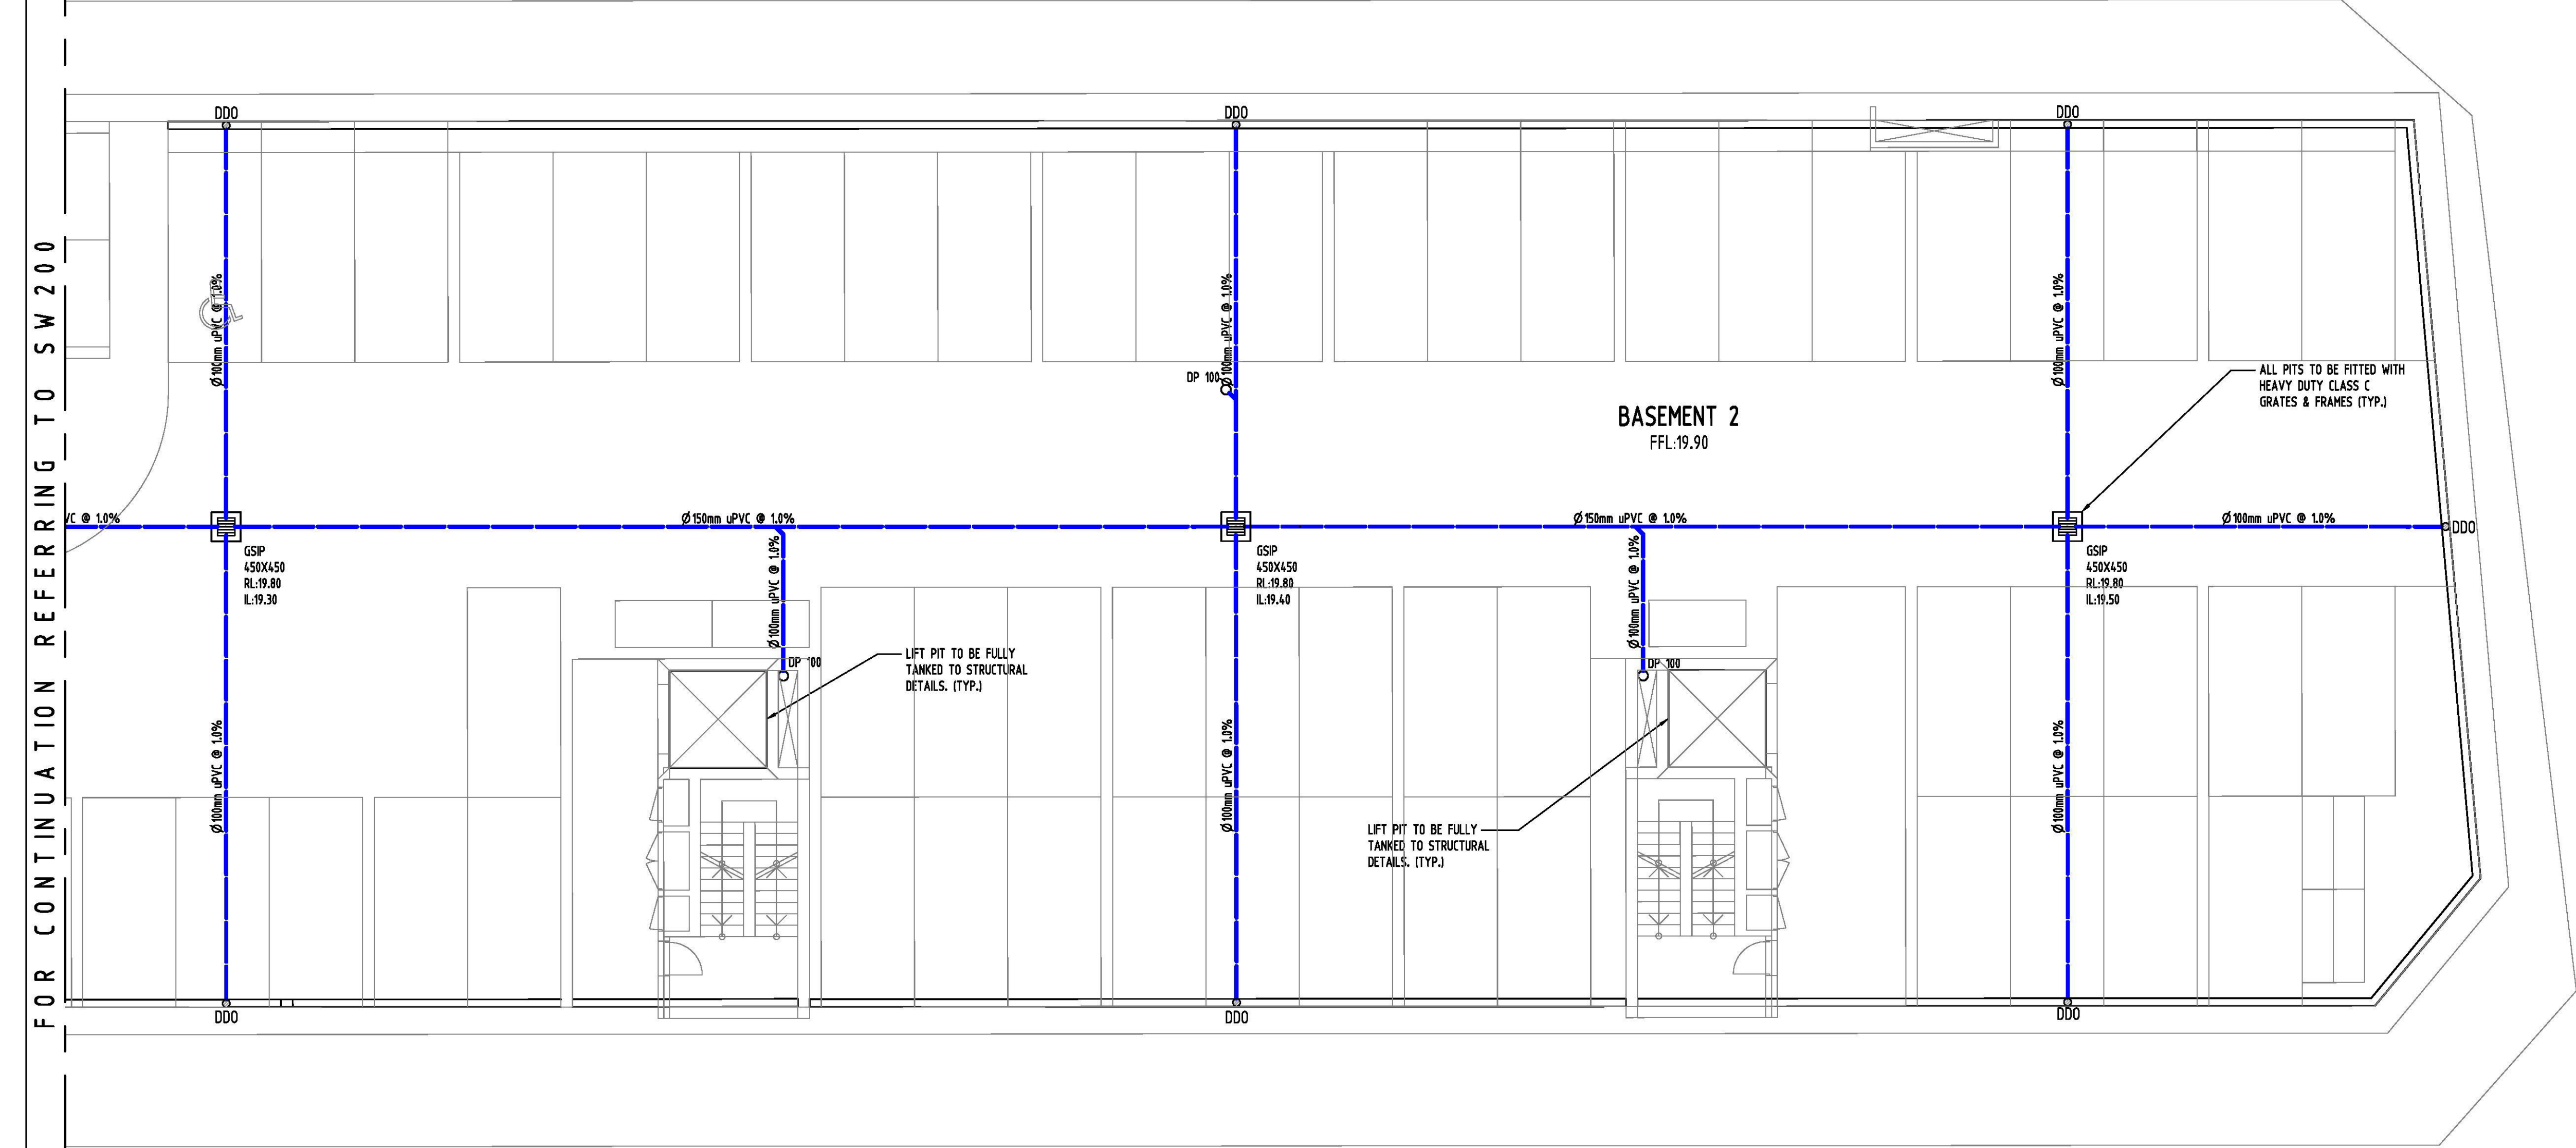 FOR CONTINUATION REFERRING TO SW200
DDO
DDO
DDO
Ø100mm uPVC @ 1.0%
Ø100mm uPVC @ 1.0%
Ø100mm uPVC @ 1.0%
DP 100
BASEMENT 2
FFL:19.90
ALL PITS TO BE FITTED WITH
HEAVY DUTY CLASS C
GRATES & FRAMES (TYP.)
VC @ 1.0%
Ø150mm uPVC @ 1.0%
Ø150mm uPVC @ 1.0%
Ø100mm uPVC @ 1.0%
DDO
GSIP
450X450
RL:19.80
IL:19.30
Ø100mm uPVC @ 1.0%
GSIP
450X450
RL:19.80
IL:19.40
Ø100mm uPVC @ 1.0%
GSIP
450X450
RL:19.80
IL:19.50
DP 100
LIFT PIT TO BE FULLY
TANKED TO STRUCTURAL
DETAILS. (TYP.)
DP 100
Ø100mm uPVC @ 1.0%
Ø100mm uPVC @ 1.0%
Ø100mm uPVC @ 1.0%
LIFT PIT TO BE FULLY
TANKED TO STRUCTURAL
DETAILS. (TYP.)
DDO
DDO
DDO